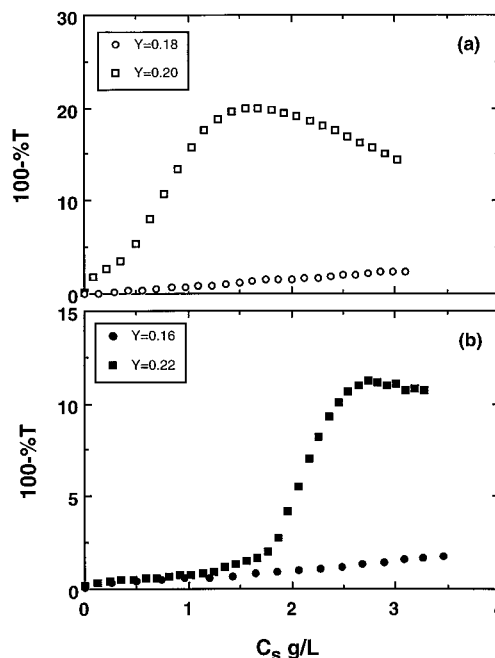 (a)
○ Y=0.18
□ Y=0.20
30
20
10
0
100-%T
(b)
● Y=0.16
■ Y=0.22
15
10
5
0
100-%T
0 1 2 3
C_s g/L